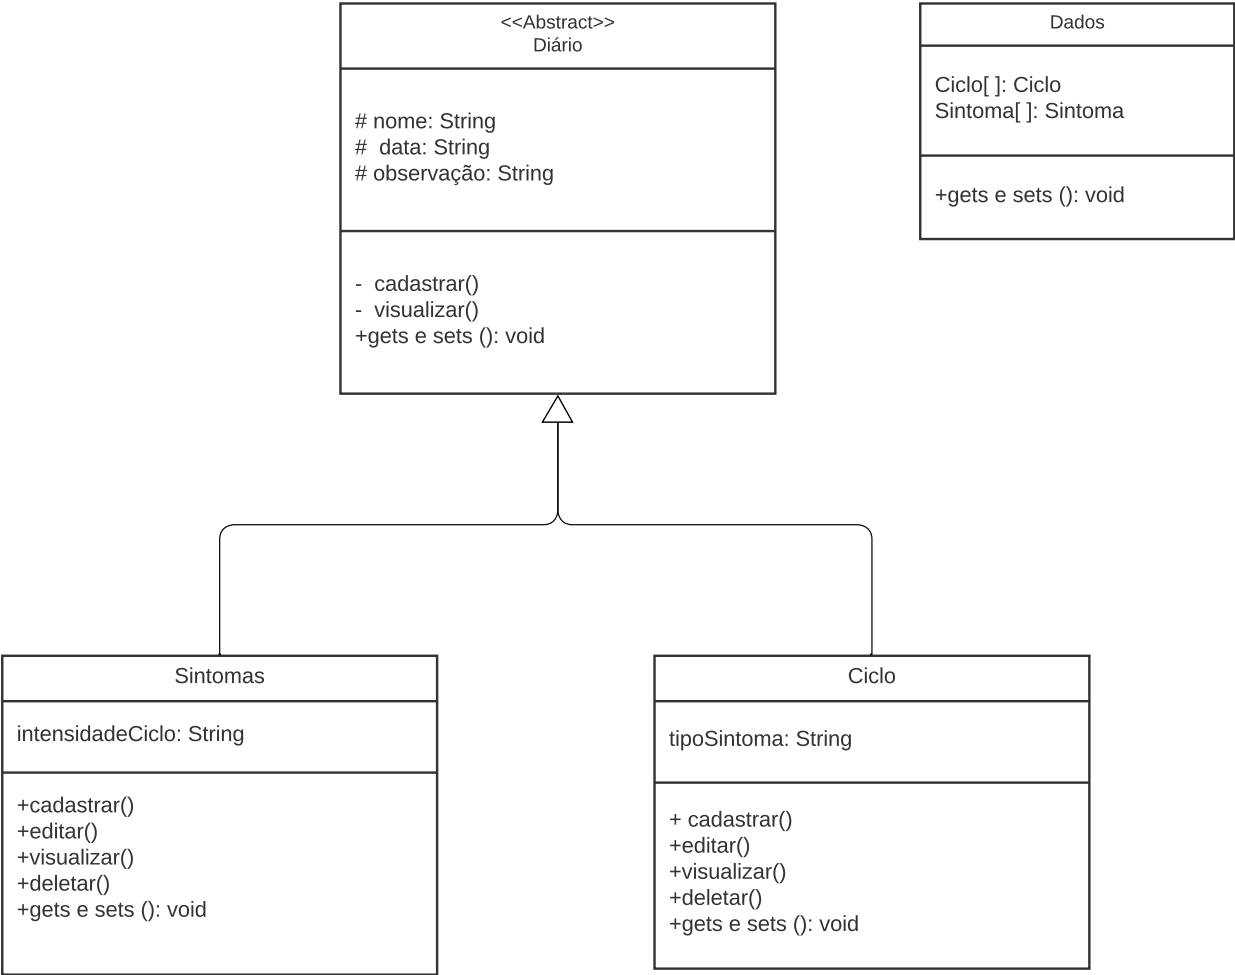 <<Abstract>>
Diário
# nome: String
#  data: String
# observação: String
-  cadastrar()
-  visualizar()
+gets e sets (): void
Dados
Ciclo[ ]: Ciclo
Sintoma[ ]: Sintoma
+gets e sets (): void
Sintomas
intensidadeCiclo: String
+cadastrar()
+editar()
+visualizar()
+deletar()
+gets e sets (): void
Ciclo
tipoSintoma: String
+ cadastrar()
+editar()
+visualizar()
+deletar()
+gets e sets (): void